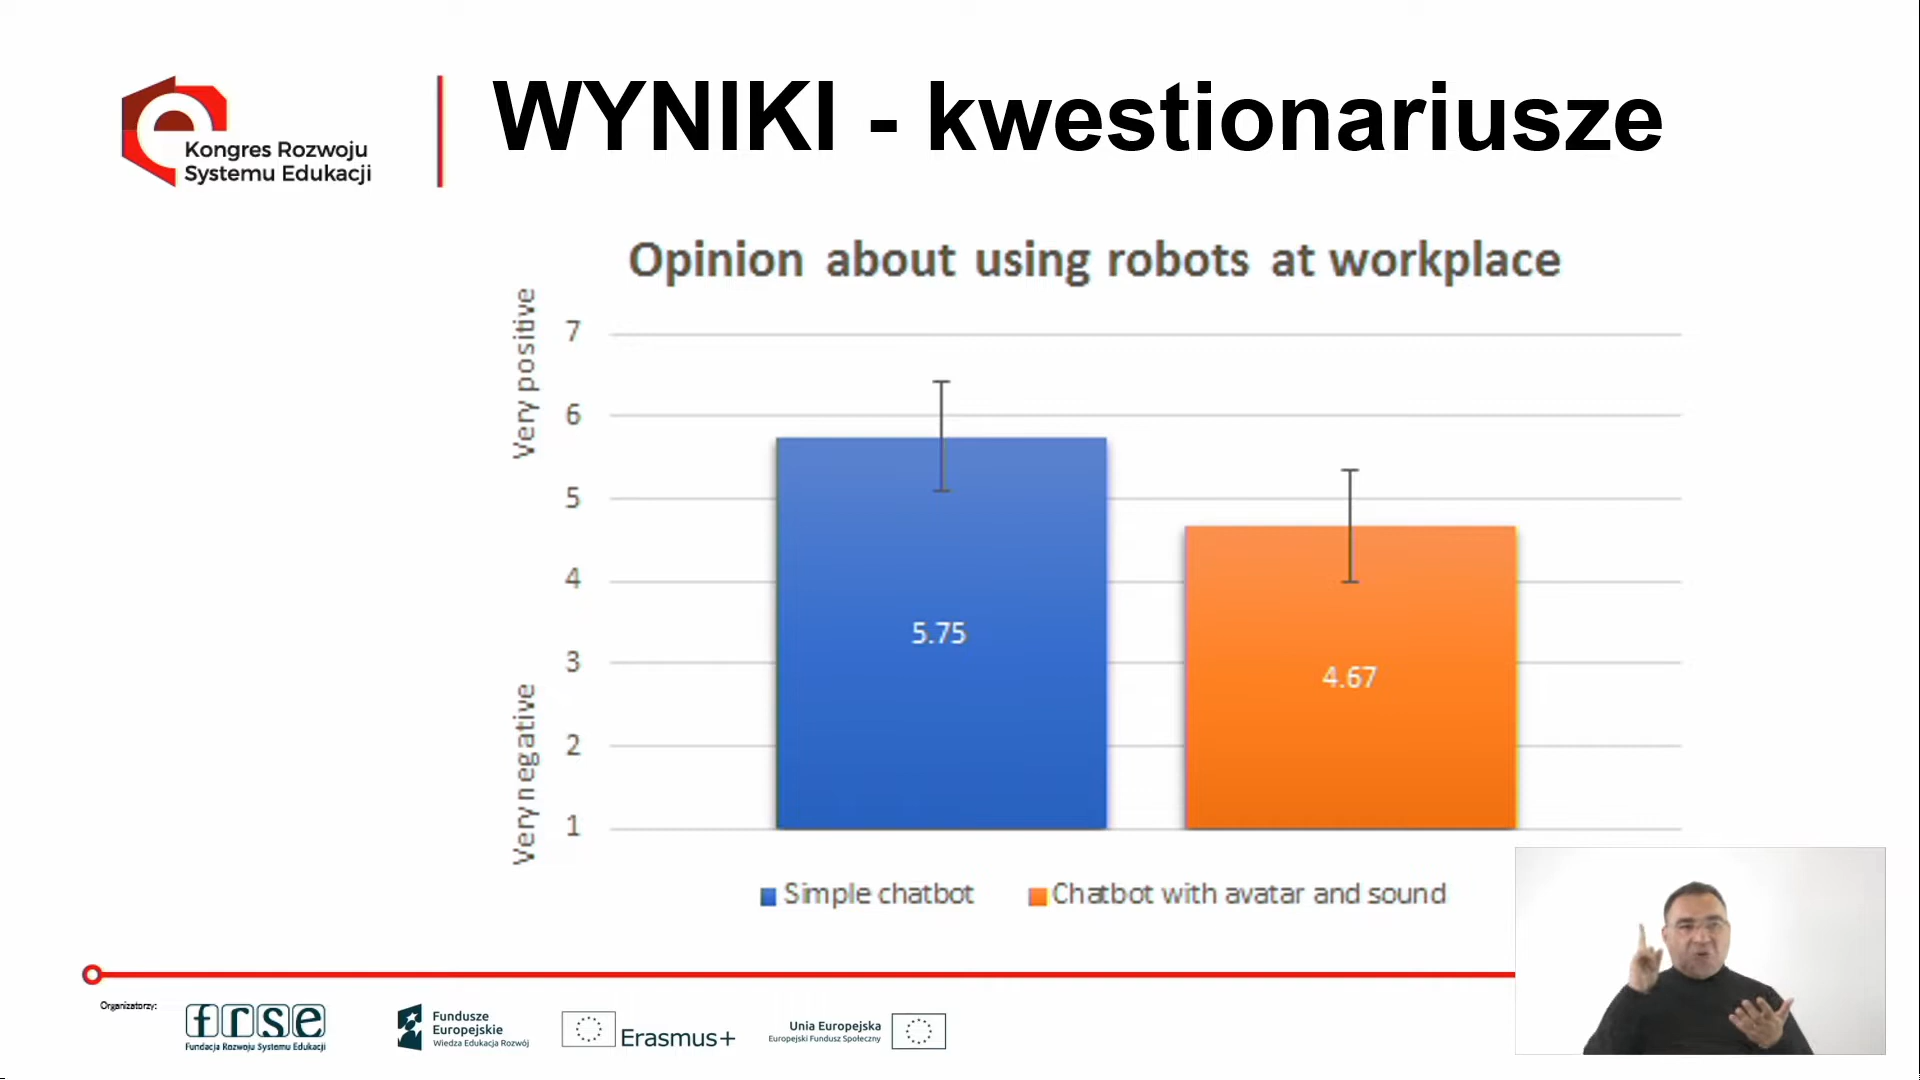 Kongres Rozwoju
Systemu Edukacji
WYNIKI - kwestionariusze
Opinion about using robots at workplace
Very positive
Very negative
7
6
5
4
3
2
1
5.75
4.67
Simple chatbot
Chatbot with avatar and sound
Organizatorzy:
frse
Fundacja Rozwoju Systemu Edukacji
Fundusze
Europejskie
Wiedza Edukacja Rozwój
Erasmus+
Unia Europejska
Europejski Fundusz Społeczny